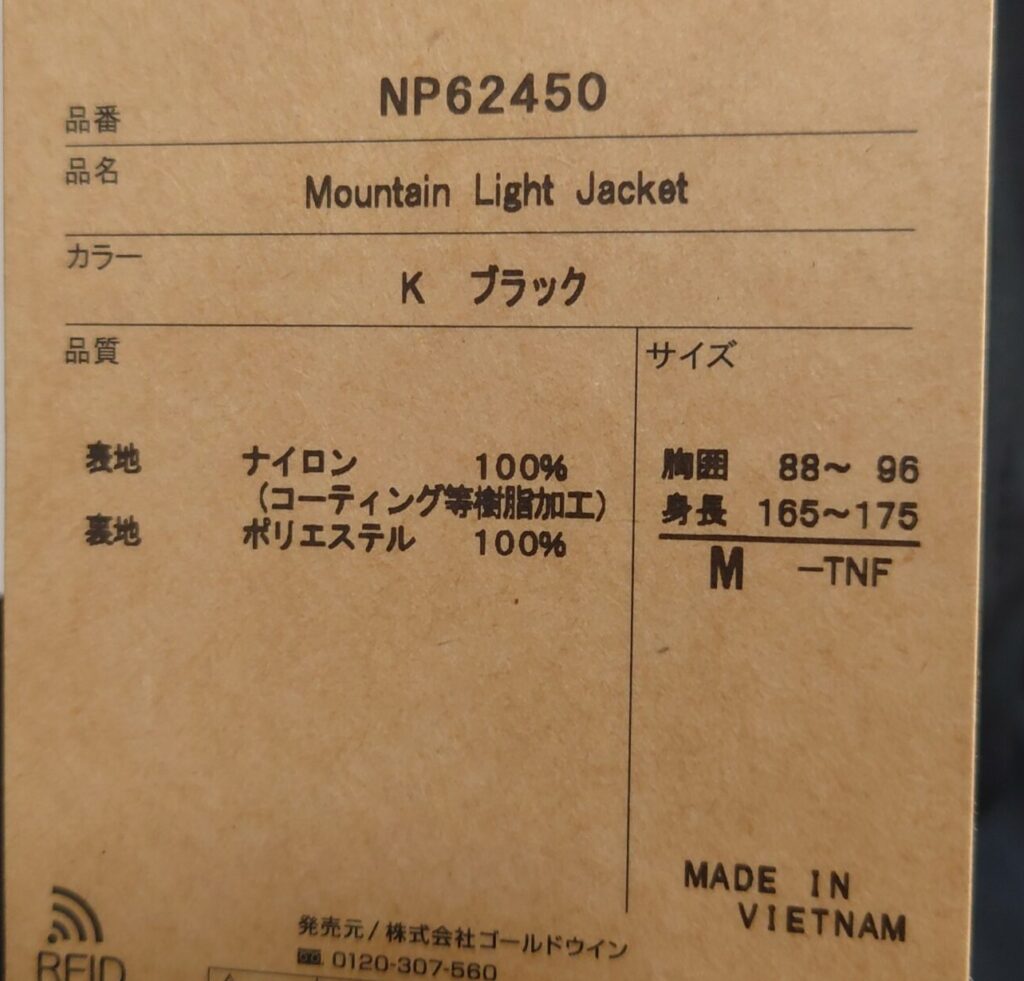 品番 NP62450
品名 Mountain Light Jacket
カラー
K ブラック
品質
表地 ナイロン 100%
(コーティング等樹脂加工)
裏地 ポリエステル 100%
サイズ
胸囲 88～ 96
身長 165～175
M －TNF
MADE IN
VIETNAM
発売元/株式会社ゴールドウイン
0120-307-560
RFID